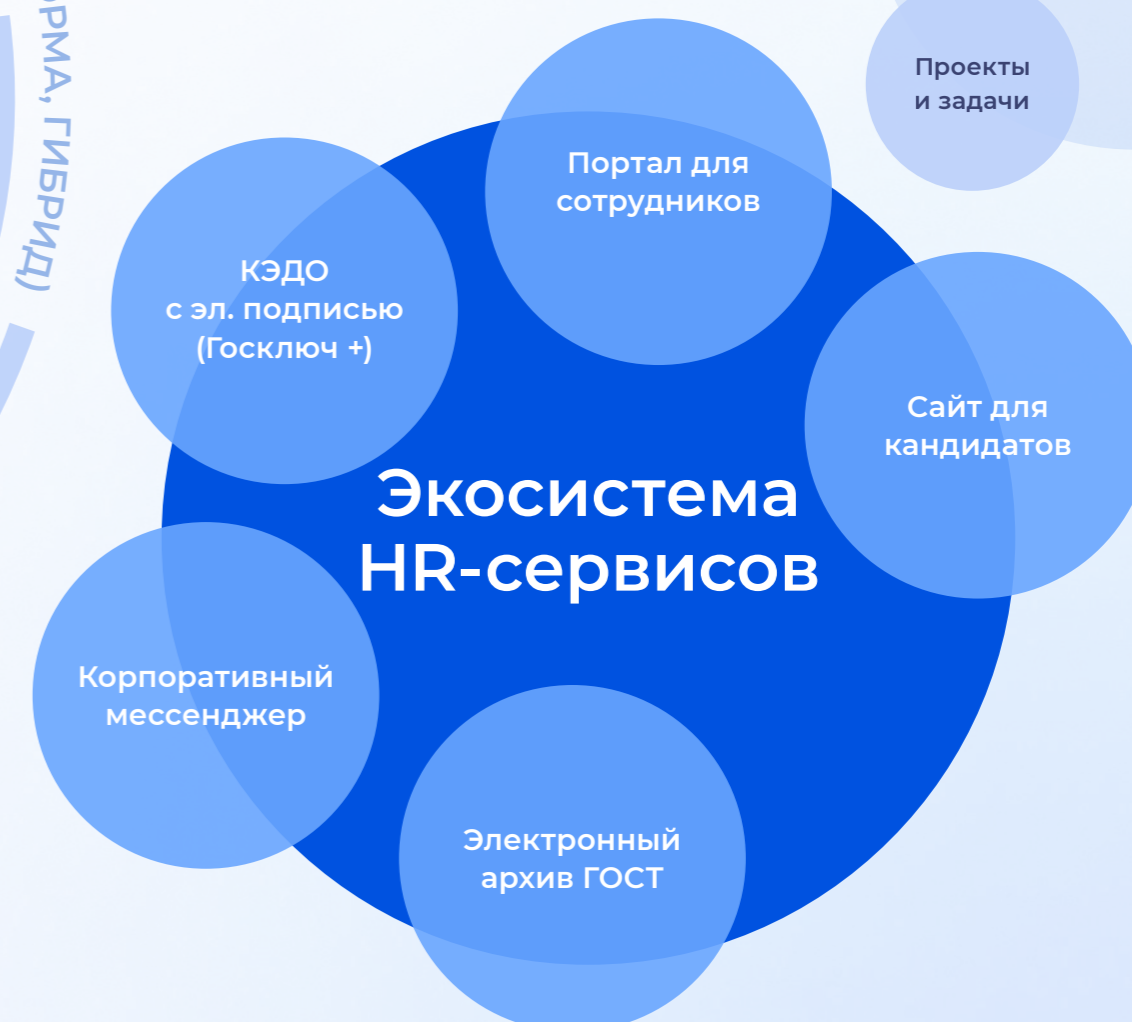 ГИБРИД)
Проекты
и задачи
Портал для
сотрудников
КЭДО
с эл. подписью
(Госключ +)
Сайт для
кандидатов
Экосистема
HR-сервисов
Корпоративный
мессенджер
Электронный
архив ГОСТ